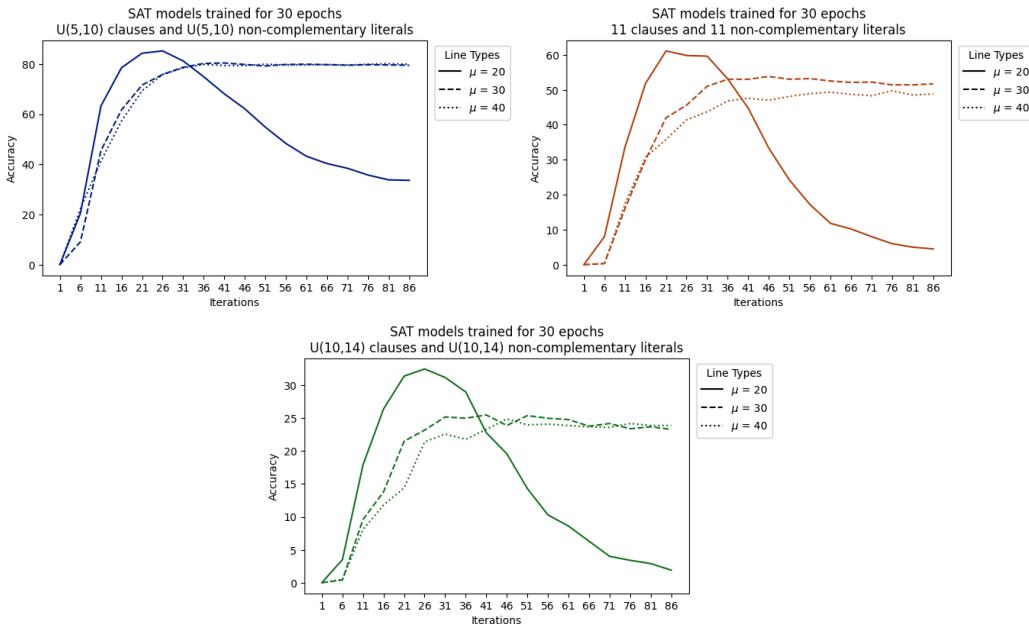 SAT models trained for 30 epochs
U(5,10) clauses and U(5,10) non-complementary literals
Accuracy
80
60
40
20
0
1 6 11 16 21 26 31 36 41 46 51 56 61 66 71 76 81 86
Iterations
Line Types
μ = 20
μ = 30
μ = 40
SAT models trained for 30 epochs
11 clauses and 11 non-complementary literals
Accuracy
60
50
40
30
20
10
0
1 6 11 16 21 26 31 36 41 46 51 56 61 66 71 76 81 86
Iterations
Line Types
μ = 20
μ = 30
μ = 40
SAT models trained for 30 epochs
U(10,14) clauses and U(10,14) non-complementary literals
Accuracy
30
25
20
15
10
5
0
1 6 11 16 21 26 31 36 41 46 51 56 61 66 71 76 81 86
Iterations
Line Types
μ = 20
μ = 30
μ = 40